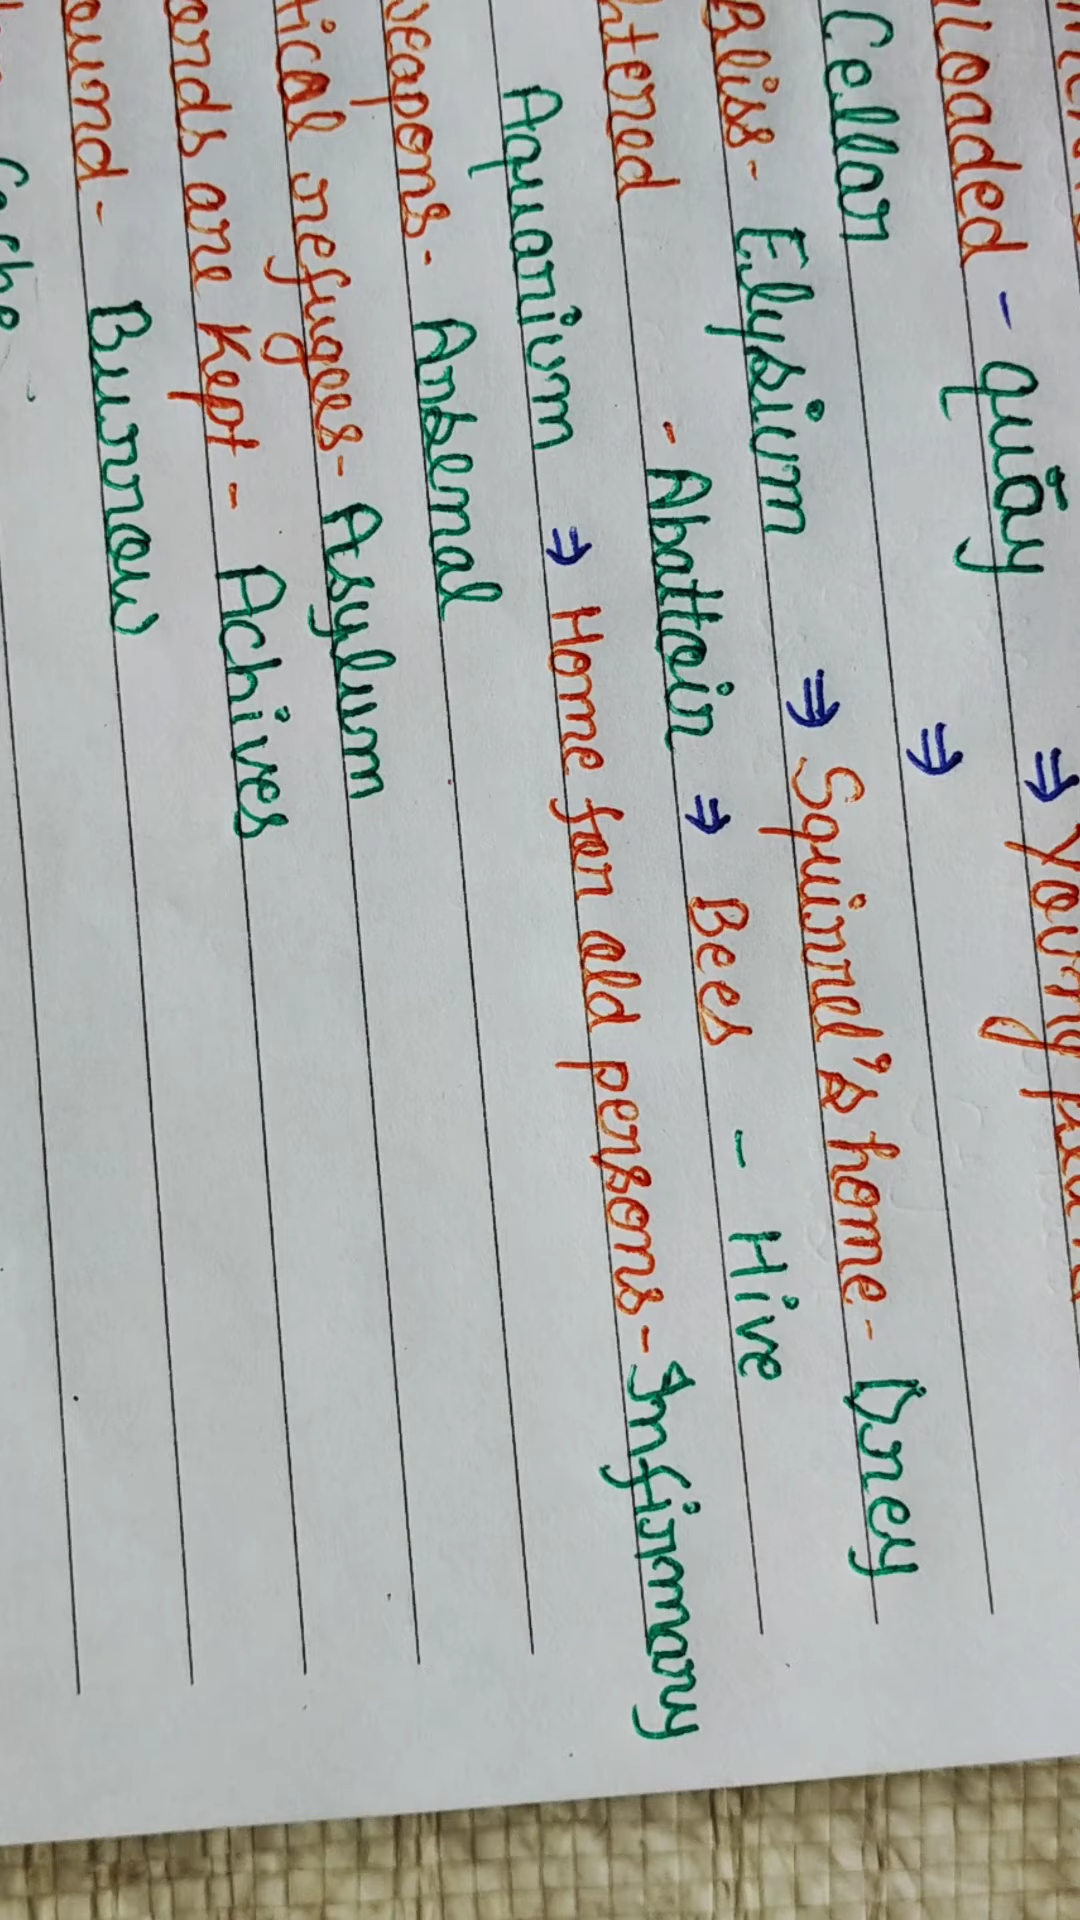 ⇒ Young
loaded - quay ⇒
Cellar ⇒ Squirrel's home - Drey
Bliss - Elysium ⇒ Bees - Hive
- Abattoir ⇒ Home for old persons - Infirmary
Aquarium
weapons - Arsenal
refugees - Asylum
are kept - Achives
- Burrow